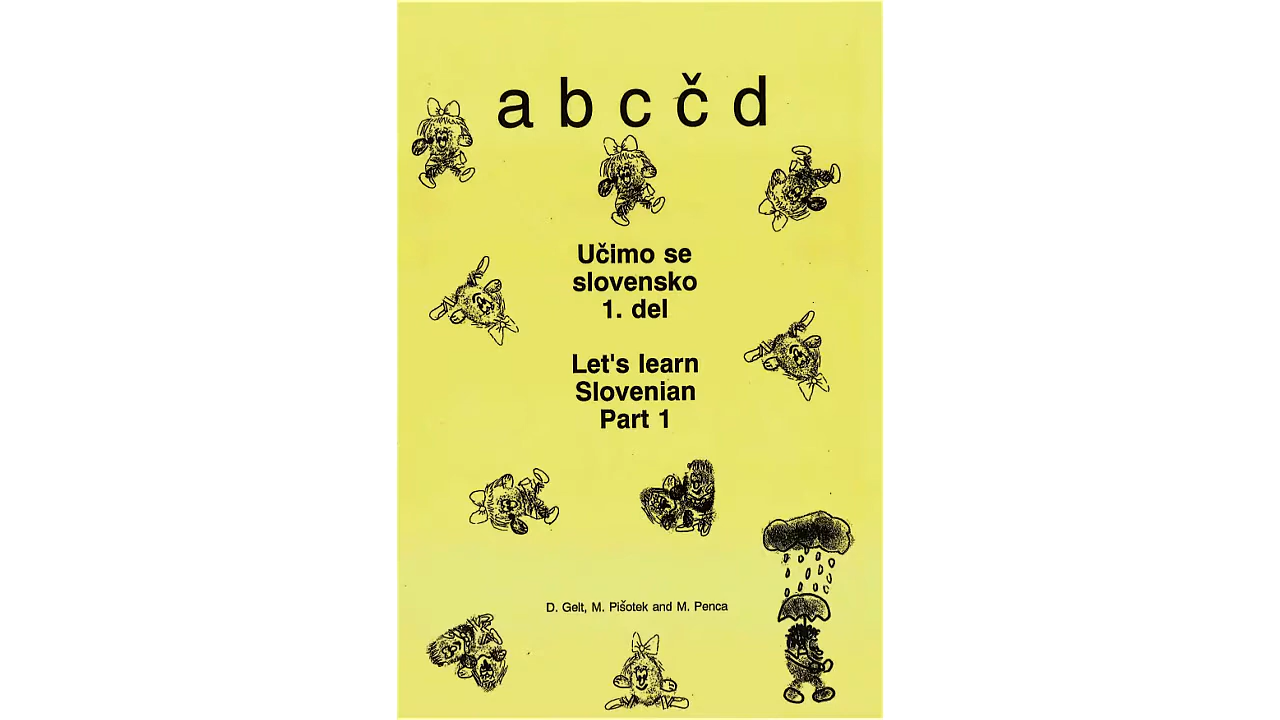 a b c č d
Učimo se
slovensko
1. del
Let's learn
Slovenian
Part 1
D. Gelt, M. Pišotek and M. Penca